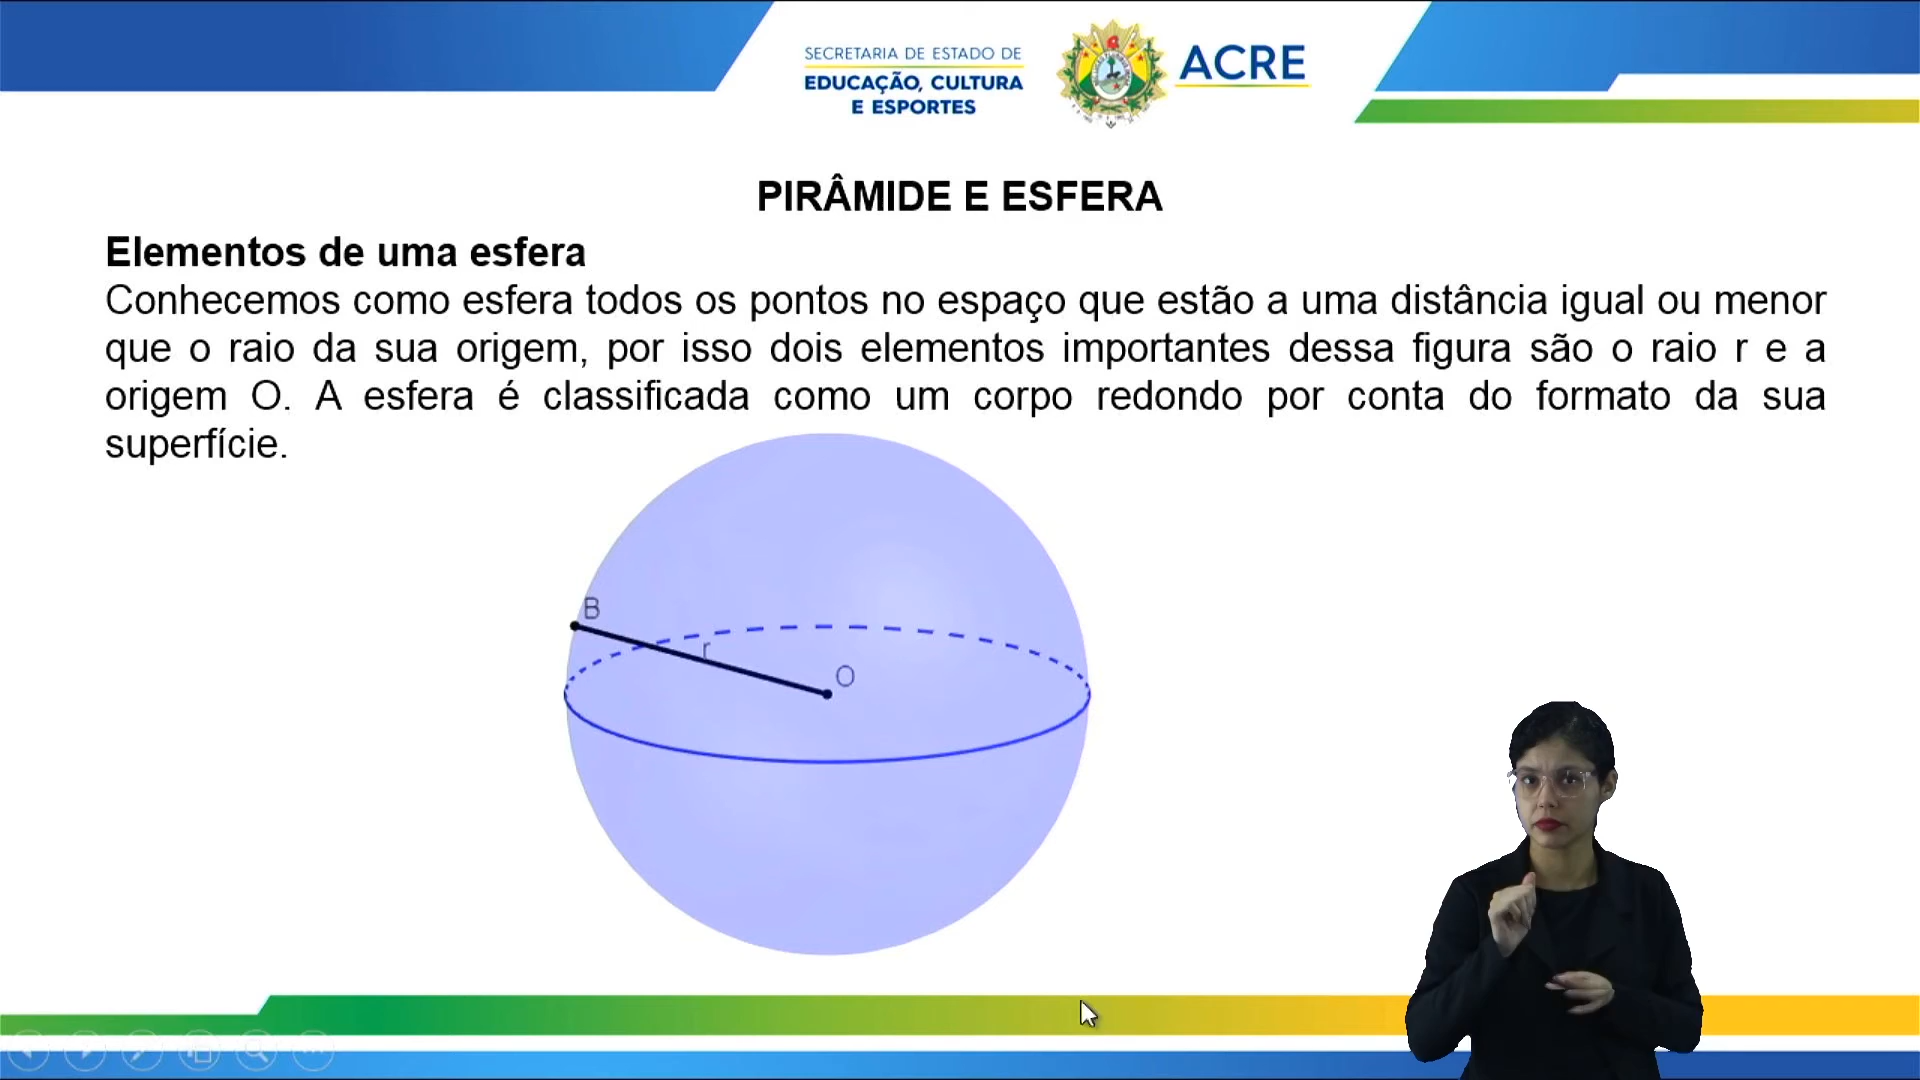 SECRETARIA DE ESTADO DE
EDUCAÇÃO, CULTURA
E ESPORTES
ACRE
PIRÂMIDE E ESFERA
Elementos de uma esfera
Conhecemos como esfera todos os pontos no espaço que estão a uma distância igual ou menor
que o raio da sua origem, por isso dois elementos importantes dessa figura são o raio r e a
origem O. A esfera é classificada como um corpo redondo por conta do formato da sua
superfície.
B
r
O